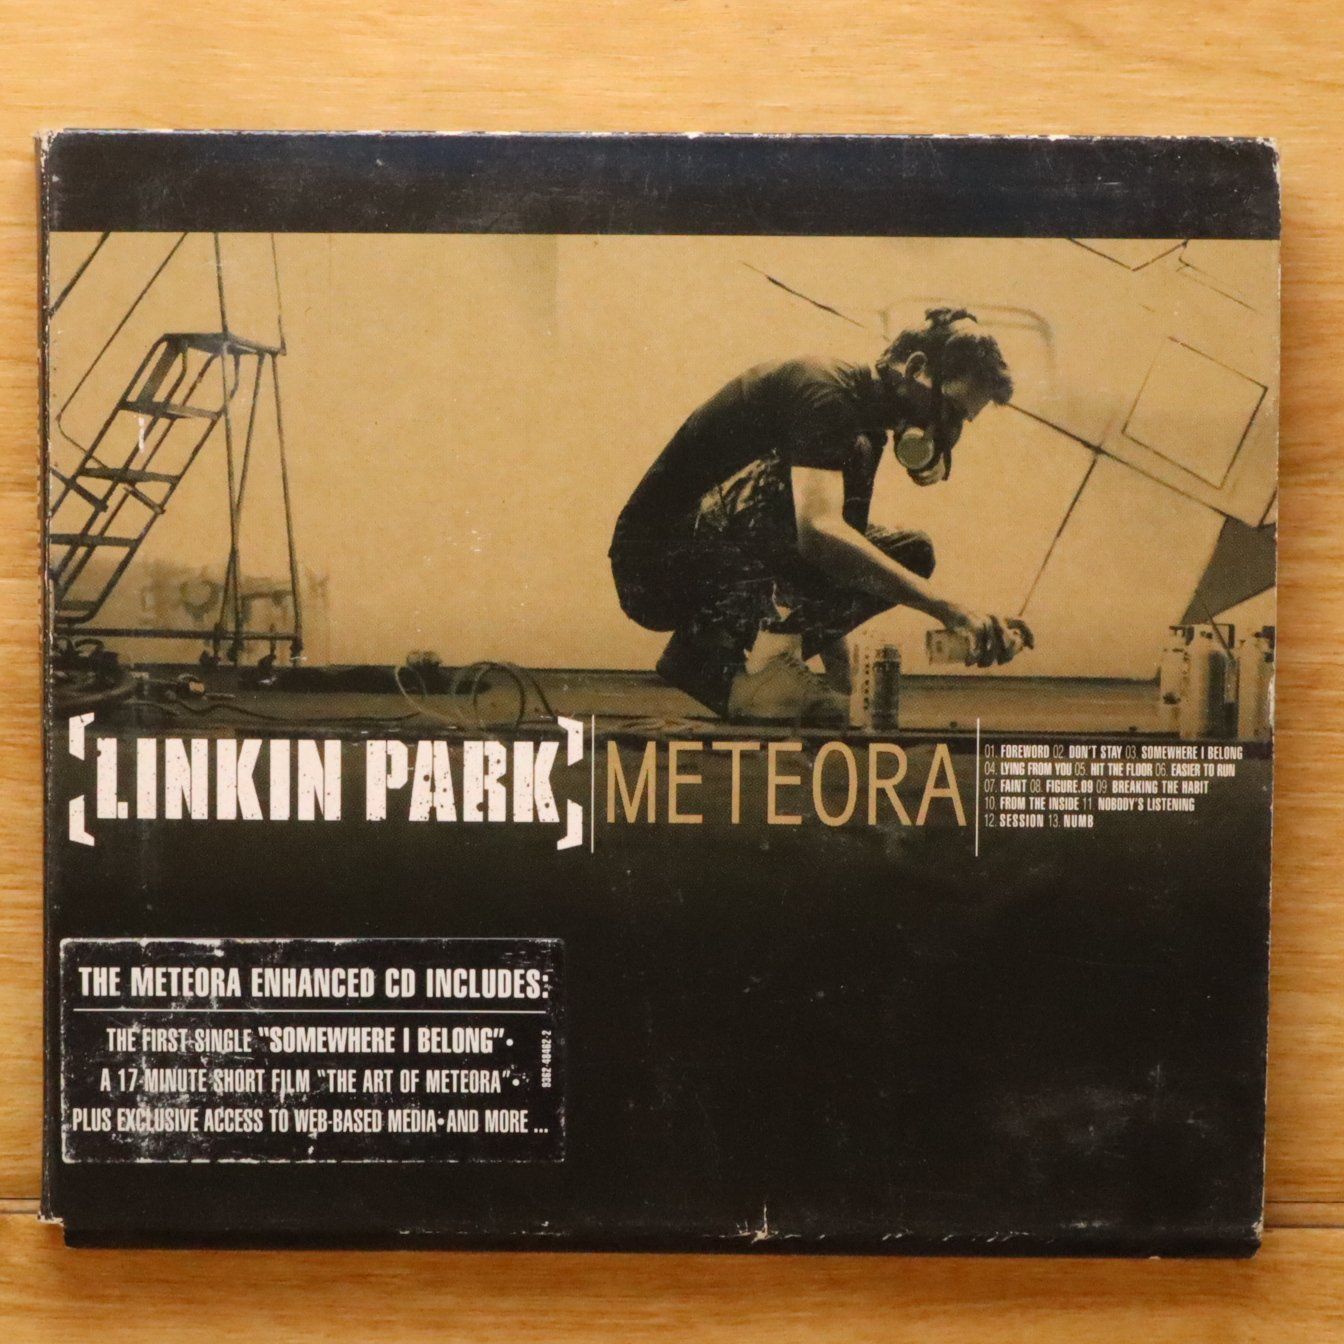 [LINKIN PARK]
METEORA
01. FOREWORD 02. DON'T STAY 03. SOMEWHERE I BELONG
04. LYING FROM YOU 05. HIT THE FLOOR 06. EASIER TO RUN
07. FAINT 08. FIGURE.09 09 BREAKING THE HABIT
10. FROM THE INSIDE 11. NOBODY'S LISTENING
12. SESSION 13. NUMB
THE METEORA ENHANCED CD INCLUDES:
THE FIRST SINGLE "SOMEWHERE I BELONG"•
A 17-MINUTE SHORT FILM "THE ART OF METEORA"•
PLUS EXCLUSIVE ACCESS TO WEB-BASED MEDIA•AND MORE ...
9362-48462-2